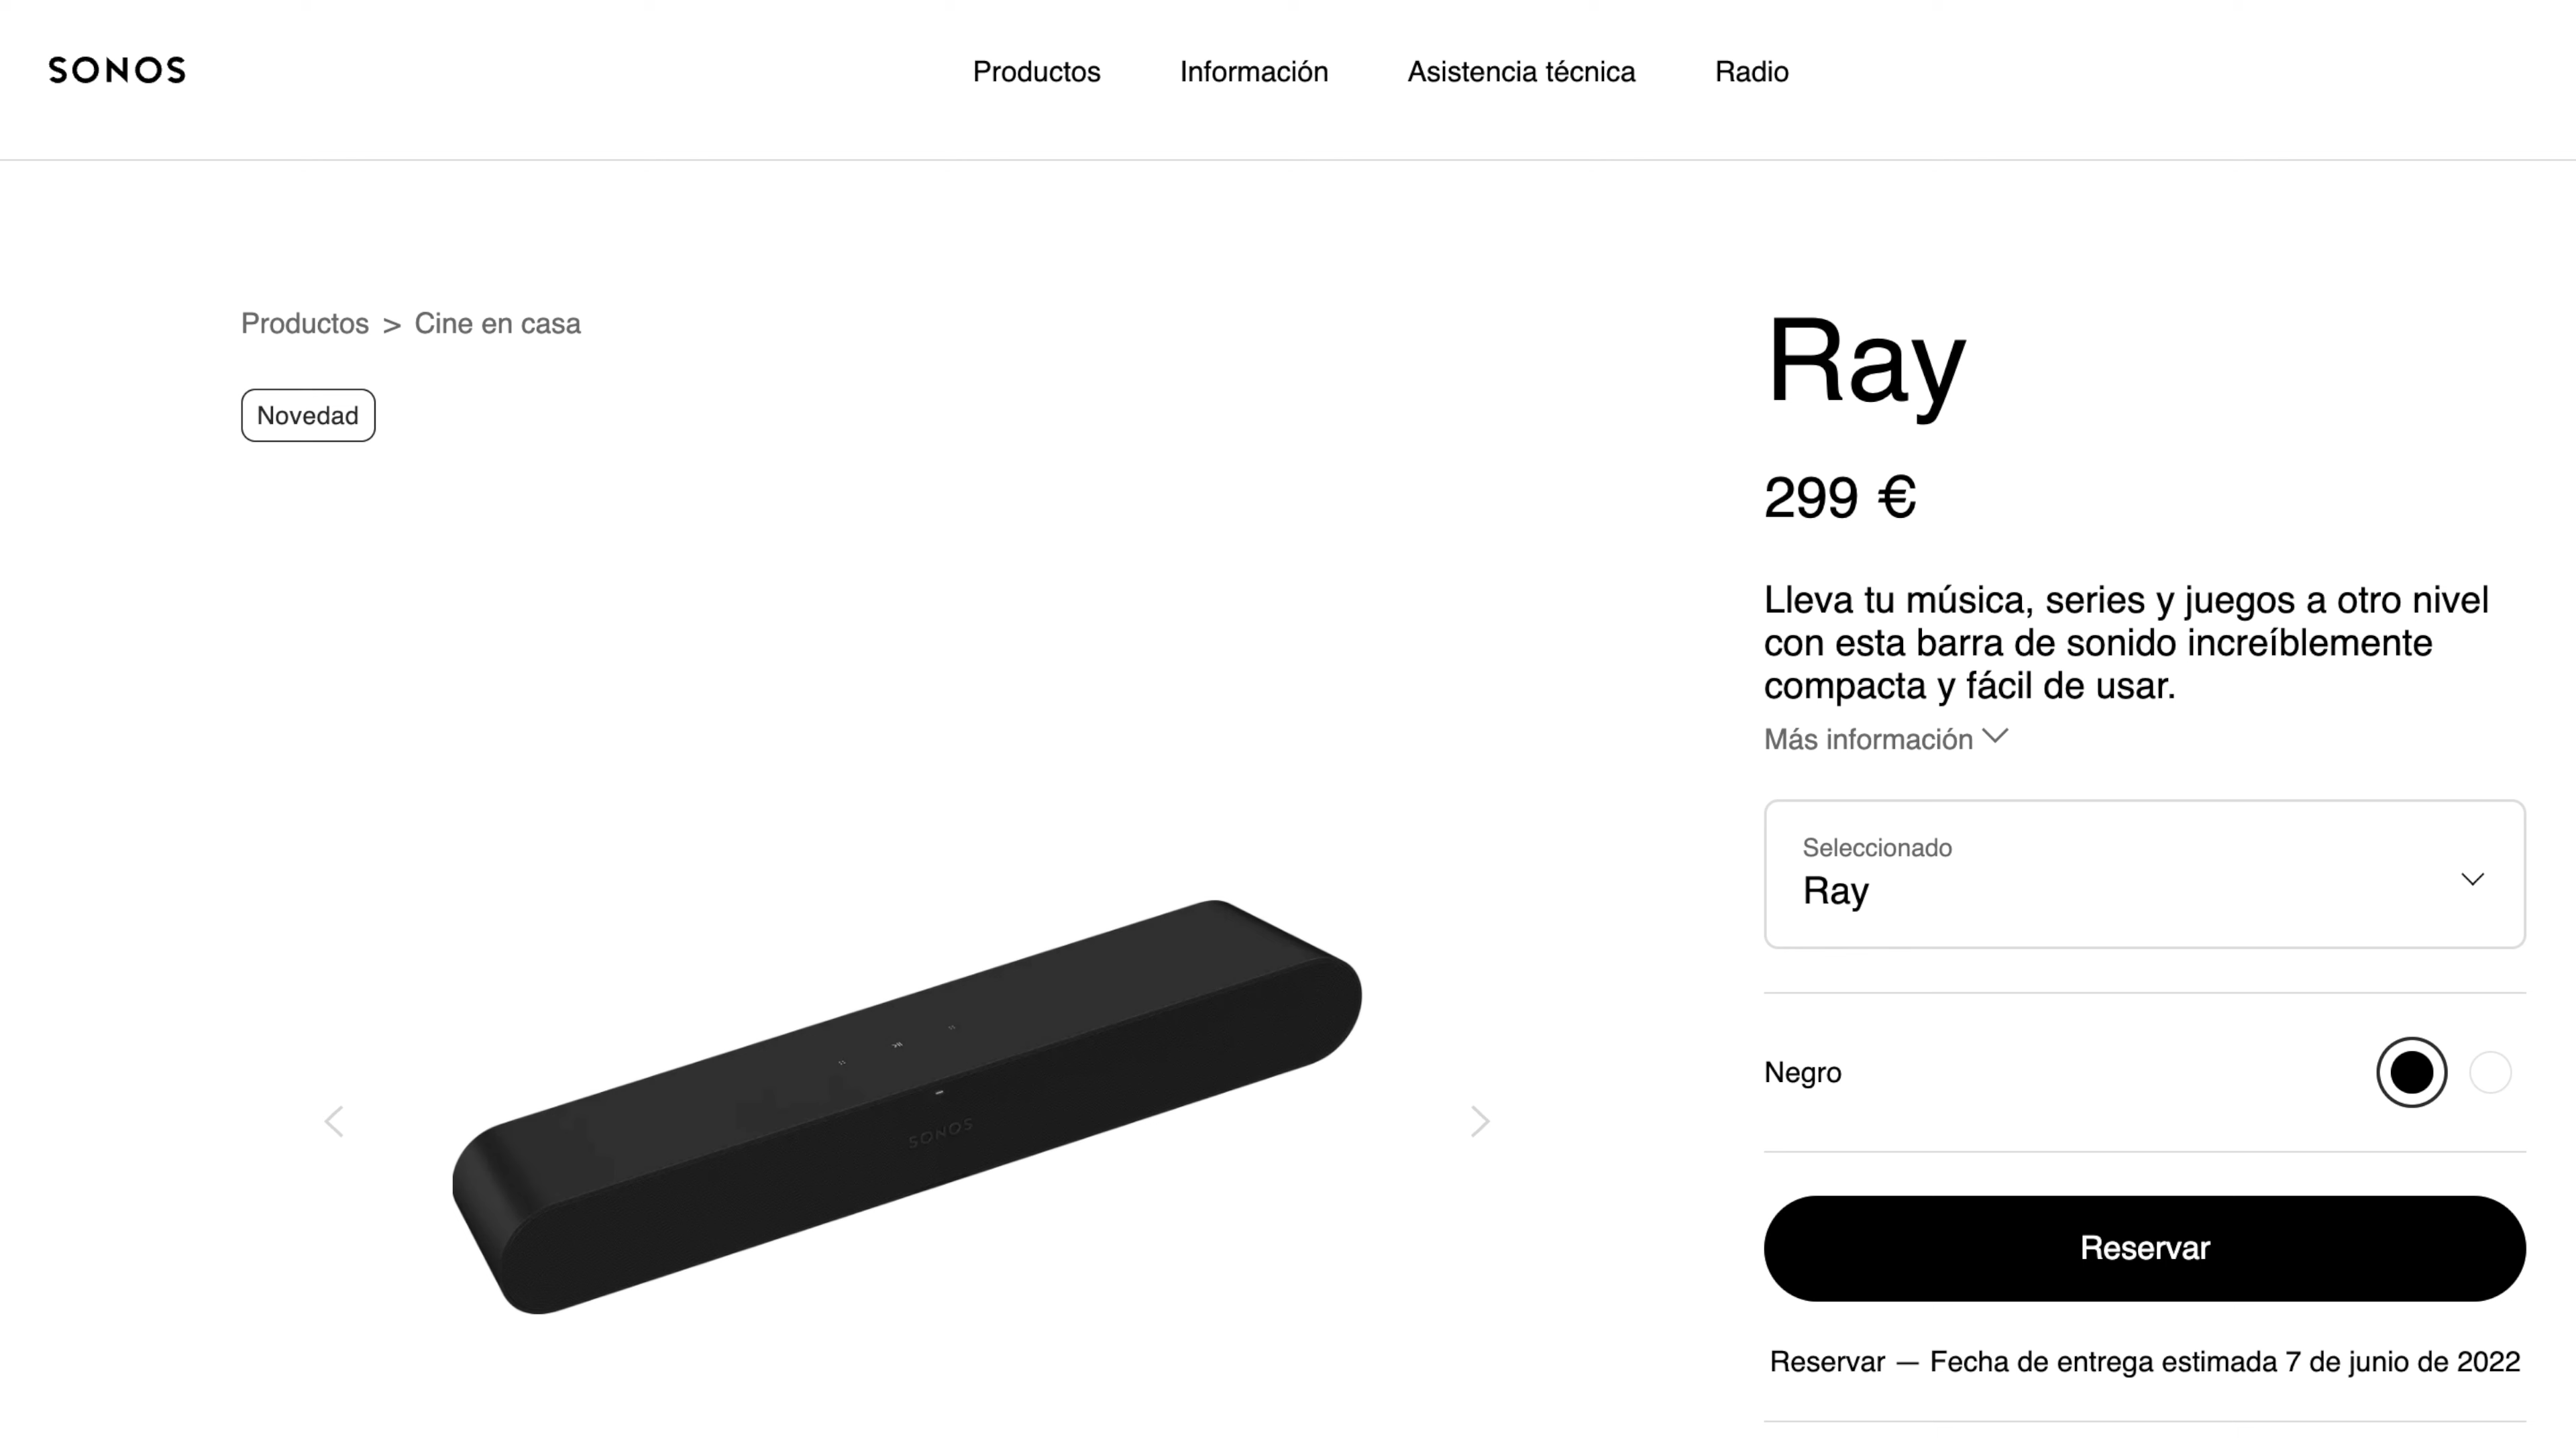 SONOS
Productos
Información
Asistencia técnica
Radio
Productos > Cine en casa
Novedad
SONOS
Ray
299 €
Lleva tu música, series y juegos a otro nivel
con esta barra de sonido increíblemente
compacta y fácil de usar.
Más información
Seleccionado
Ray
Negro
Reservar
Reservar — Fecha de entrega estimada 7 de junio de 2022